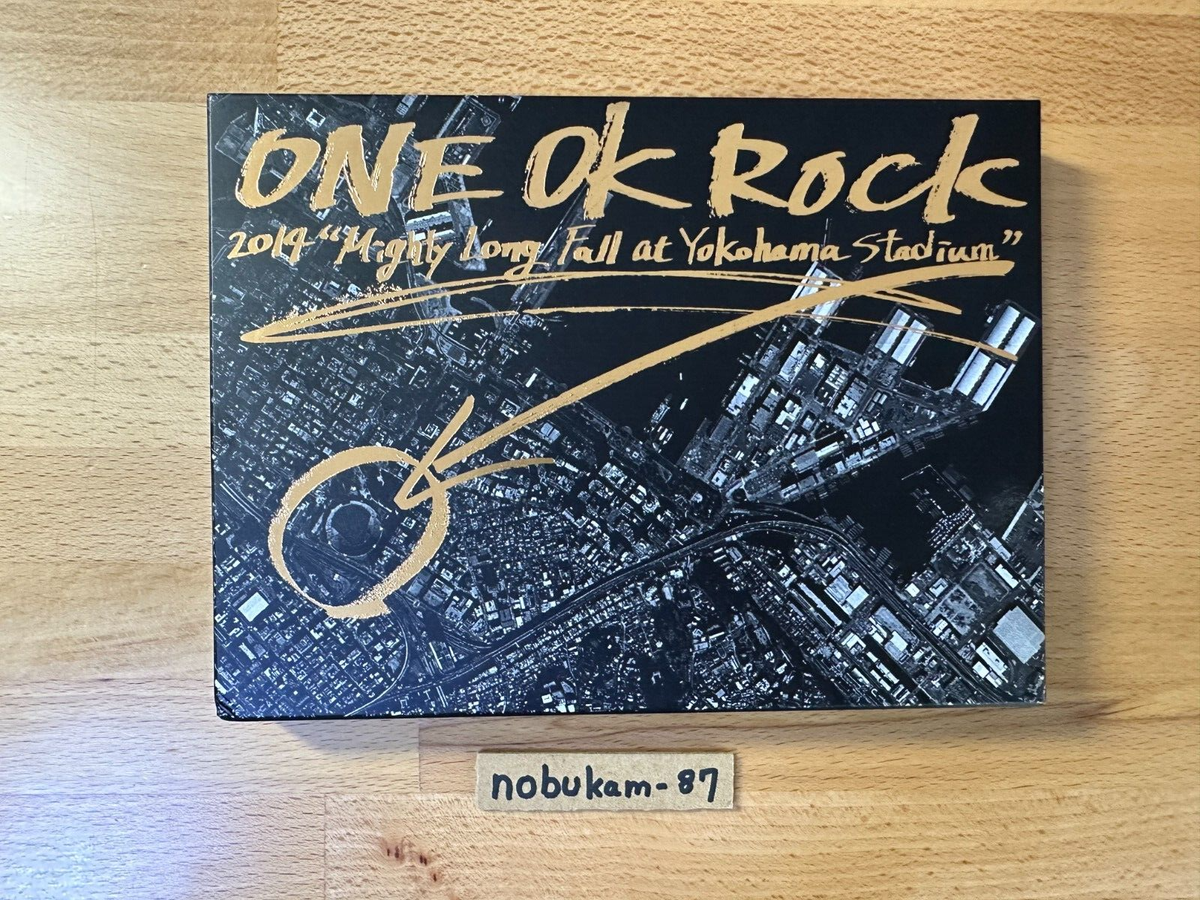 ONE OK ROCK
2014 “Mighty Long Fall at Yokohama Stadium”
nobukam-87